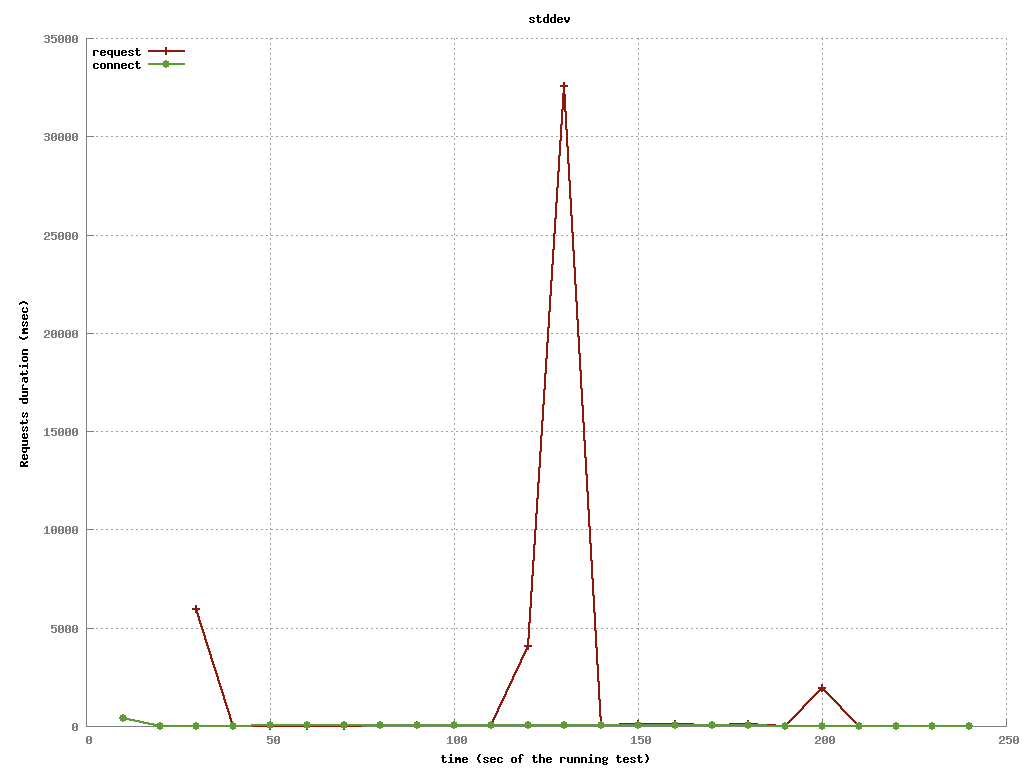 stddev
35000
request
connect
30000
25000
20000
15000
10000
5000
0
Requests duration (msec)
0 50 100 150 200 250
time (sec of the running test)